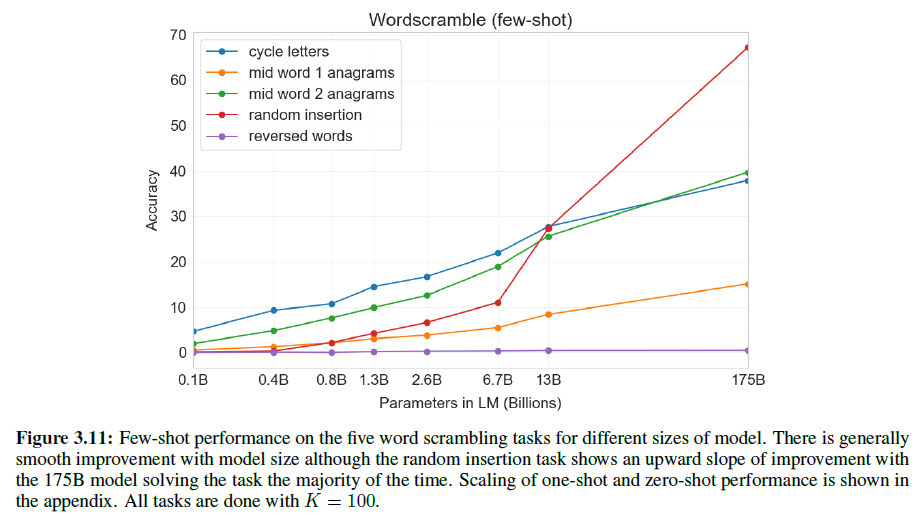 Wordscramble (few-shot)
70
60
50
40
30
20
10
0
Accuracy
cycle letters
mid word 1 anagrams
mid word 2 anagrams
random insertion
reversed words
0.1B 0.4B 0.8B 1.3B 2.6B 6.7B 13B 175B
Parameters in LM (Billions)
Figure 3.11: Few-shot performance on the five word scrambling tasks for different sizes of model. There is generally
smooth improvement with model size although the random insertion task shows an upward slope of improvement with
the 175B model solving the task the majority of the time. Scaling of one-shot and zero-shot performance is shown in
the appendix. All tasks are done with K = 100.